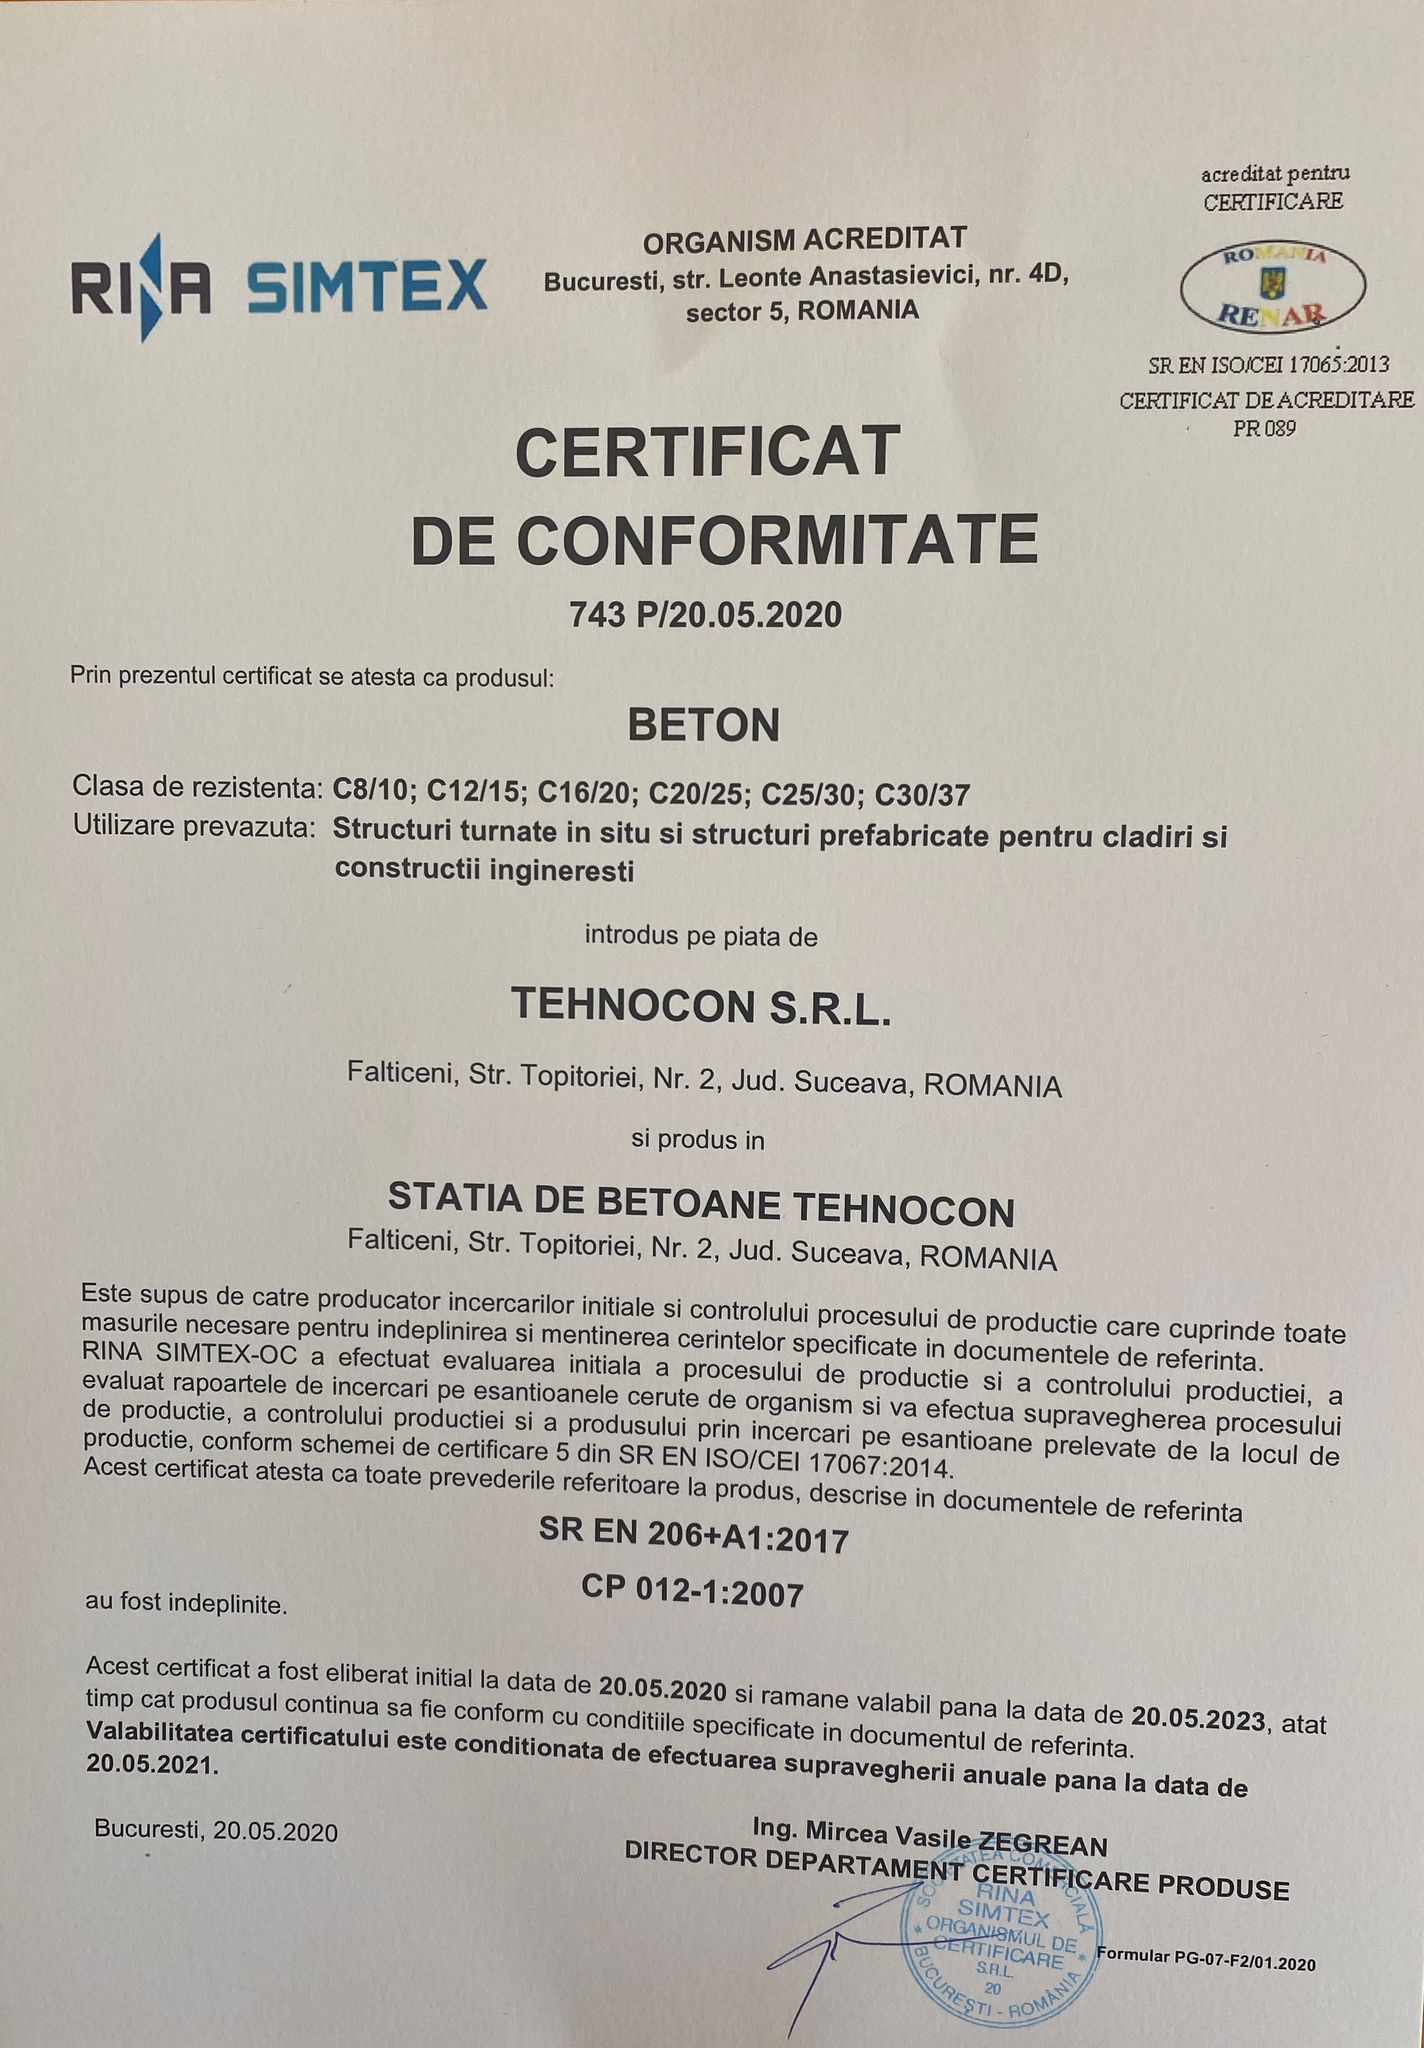 acreditat pentru
CERTIFICARE
RINA SIMTEX
ORGANISM ACREDITAT
Bucuresti, str. Leonte Anastasievici, nr. 4D,
sector 5, ROMANIA
ROMANIA
RENAR
SR EN ISO/CEI 17065:2013
CERTIFICAT DE ACREDITARE
PR 089
CERTIFICAT
DE CONFORMITATE
743 P/20.05.2020
Prin prezentul certificat se atesta ca produsul:
BETON
Clasa de rezistenta: C8/10; C12/15; C16/20; C20/25; C25/30; C30/37
Utilizare prevazuta: Structuri turnate in situ si structuri prefabricate pentru cladiri si
constructii ingineresti
introdus pe piata de
TEHNOCON S.R.L.
Falticeni, Str. Topitoriei, Nr. 2, Jud. Suceava, ROMANIA
si produs in
STATIA DE BETOANE TEHNOCON
Falticeni, Str. Topitoriei, Nr. 2, Jud. Suceava, ROMANIA
Este supus de catre producator incercarilor initiale si controlului procesului de productie care cuprinde toate
masurile necesare pentru indeplinirea si mentinerea cerintelor specificate in documentele de referinta.
RINA SIMTEX-OC a efectuat evaluarea initiala a procesului de productie si a controlului productiei, a
evaluat rapoartele de incercari pe esantioanele cerute de organism si va efectua supravegherea procesului
de productie, a controlului productiei si a produsului prin incercari pe esantioane prelevate de la locul de
productie, conform schemei de certificare 5 din SR EN ISO/CEI 17067:2014.
Acest certificat atesta ca toate prevederile referitoare la produs, descrise in documentele de referinta
SR EN 206+A1:2017
CP 012-1:2007
au fost indeplinite.
Acest certificat a fost eliberat initial la data de 20.05.2020 si ramane valabil pana la data de 20.05.2023, atat
timp cat produsul continua sa fie conform cu conditiile specificate in documentul de referinta.
Valabilitatea certificatului este conditionata de efectuarea supravegherii anuale pana la data de
20.05.2021.
Bucuresti, 20.05.2020
Ing. Mircea Vasile ZEGREAN
DIRECTOR DEPARTAMENT CERTIFICARE PRODUSE
SOCIETATEA COMERCIALĂ
RINA
SIMTEX
ORGANISMUL DE
CERTIFICARE
S.R.L.
20
BUCUREŞTI - ROMÂNIA
Formular PG-07-F2/01.2020